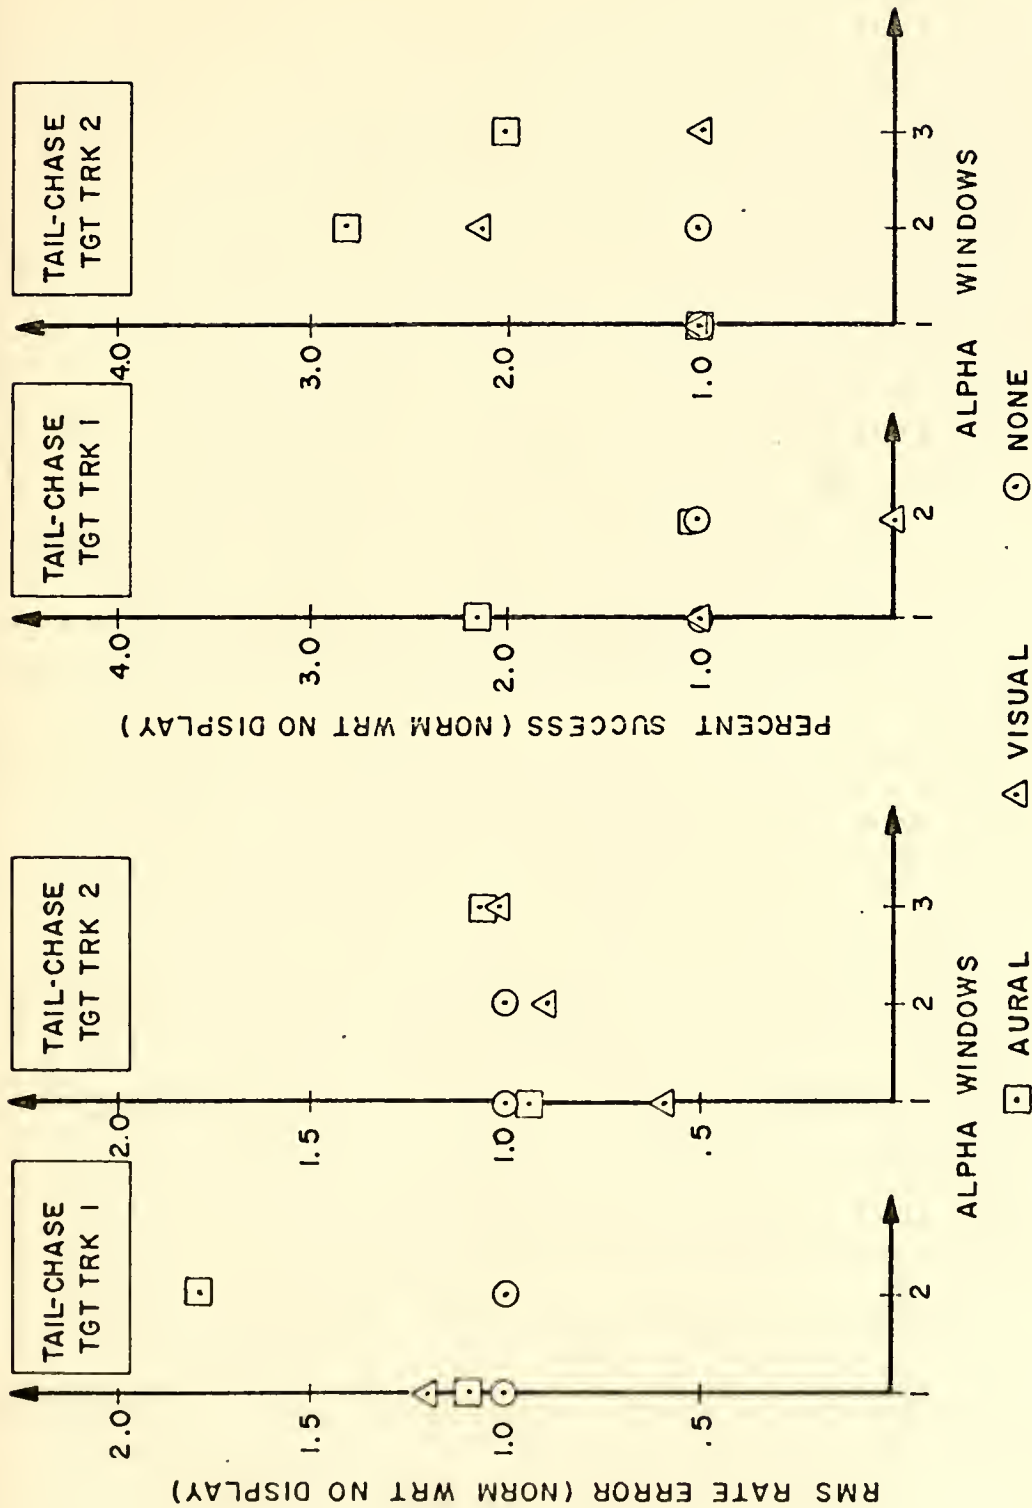 TAIL-CHASE
TGT TRK 1
TAIL-CHASE
TGT TRK 2
TAIL-CHASE
TGT TRK 1
TAIL-CHASE
TGT TRK 2
RMS RATE ERROR (NORM WRT NO DISPLAY)
2.0
1.5
1.0
.5
1 2
2.0
1.5
1.0
.5
1 2 3
ALPHA WINDOWS
PERCENT SUCCESS (NORM WRT NO DISPLAY)
4.0
3.0
2.0
1.0
1 2
4.0
3.0
2.0
1.0
1 2 3
ALPHA WINDOWS
AURAL VISUAL NONE